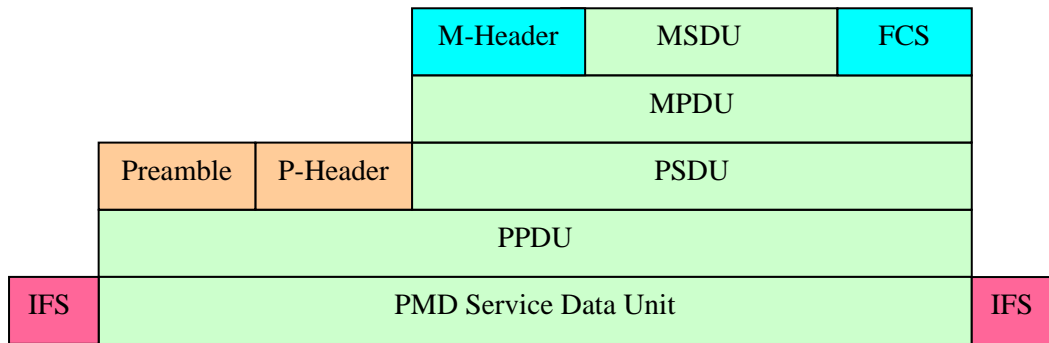 M-Header MSDU FCS
MPDU
Preamble P-Header PSDU
PPDU
IFS PMD Service Data Unit IFS